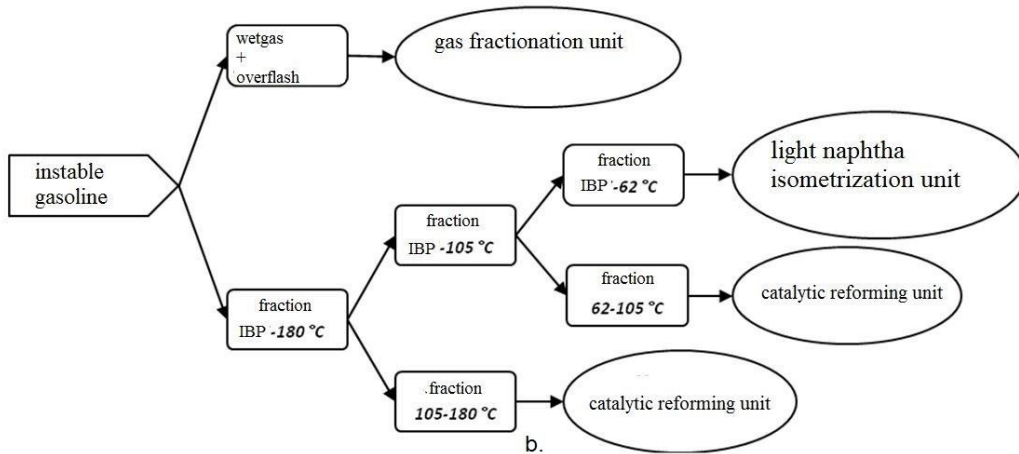 wetgas
+
overflash
gas fractionation unit
instable
gasoline
fraction
IBP -62 °C
light naphtha
isometrization unit
fraction
IBP -105 °C
fraction
62-105 °C
catalytic reforming unit
fraction
IBP -180 °C
.fraction
105-180 °C
catalytic reforming unit
b.